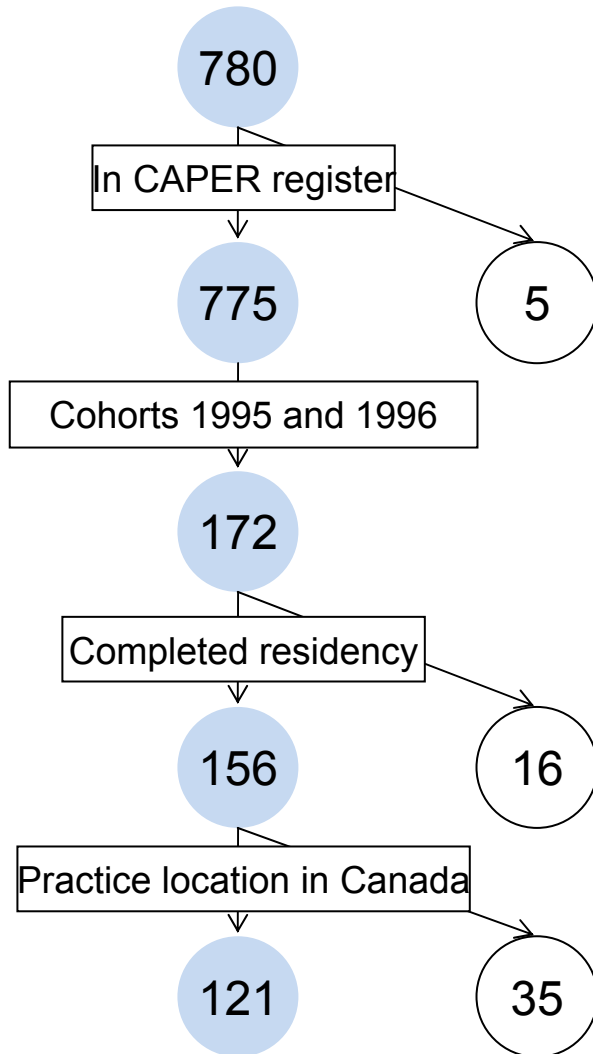 780
In CAPER register
775
5
Cohorts 1995 and 1996
172
Completed residency
156
16
Practice location in Canada
121
35